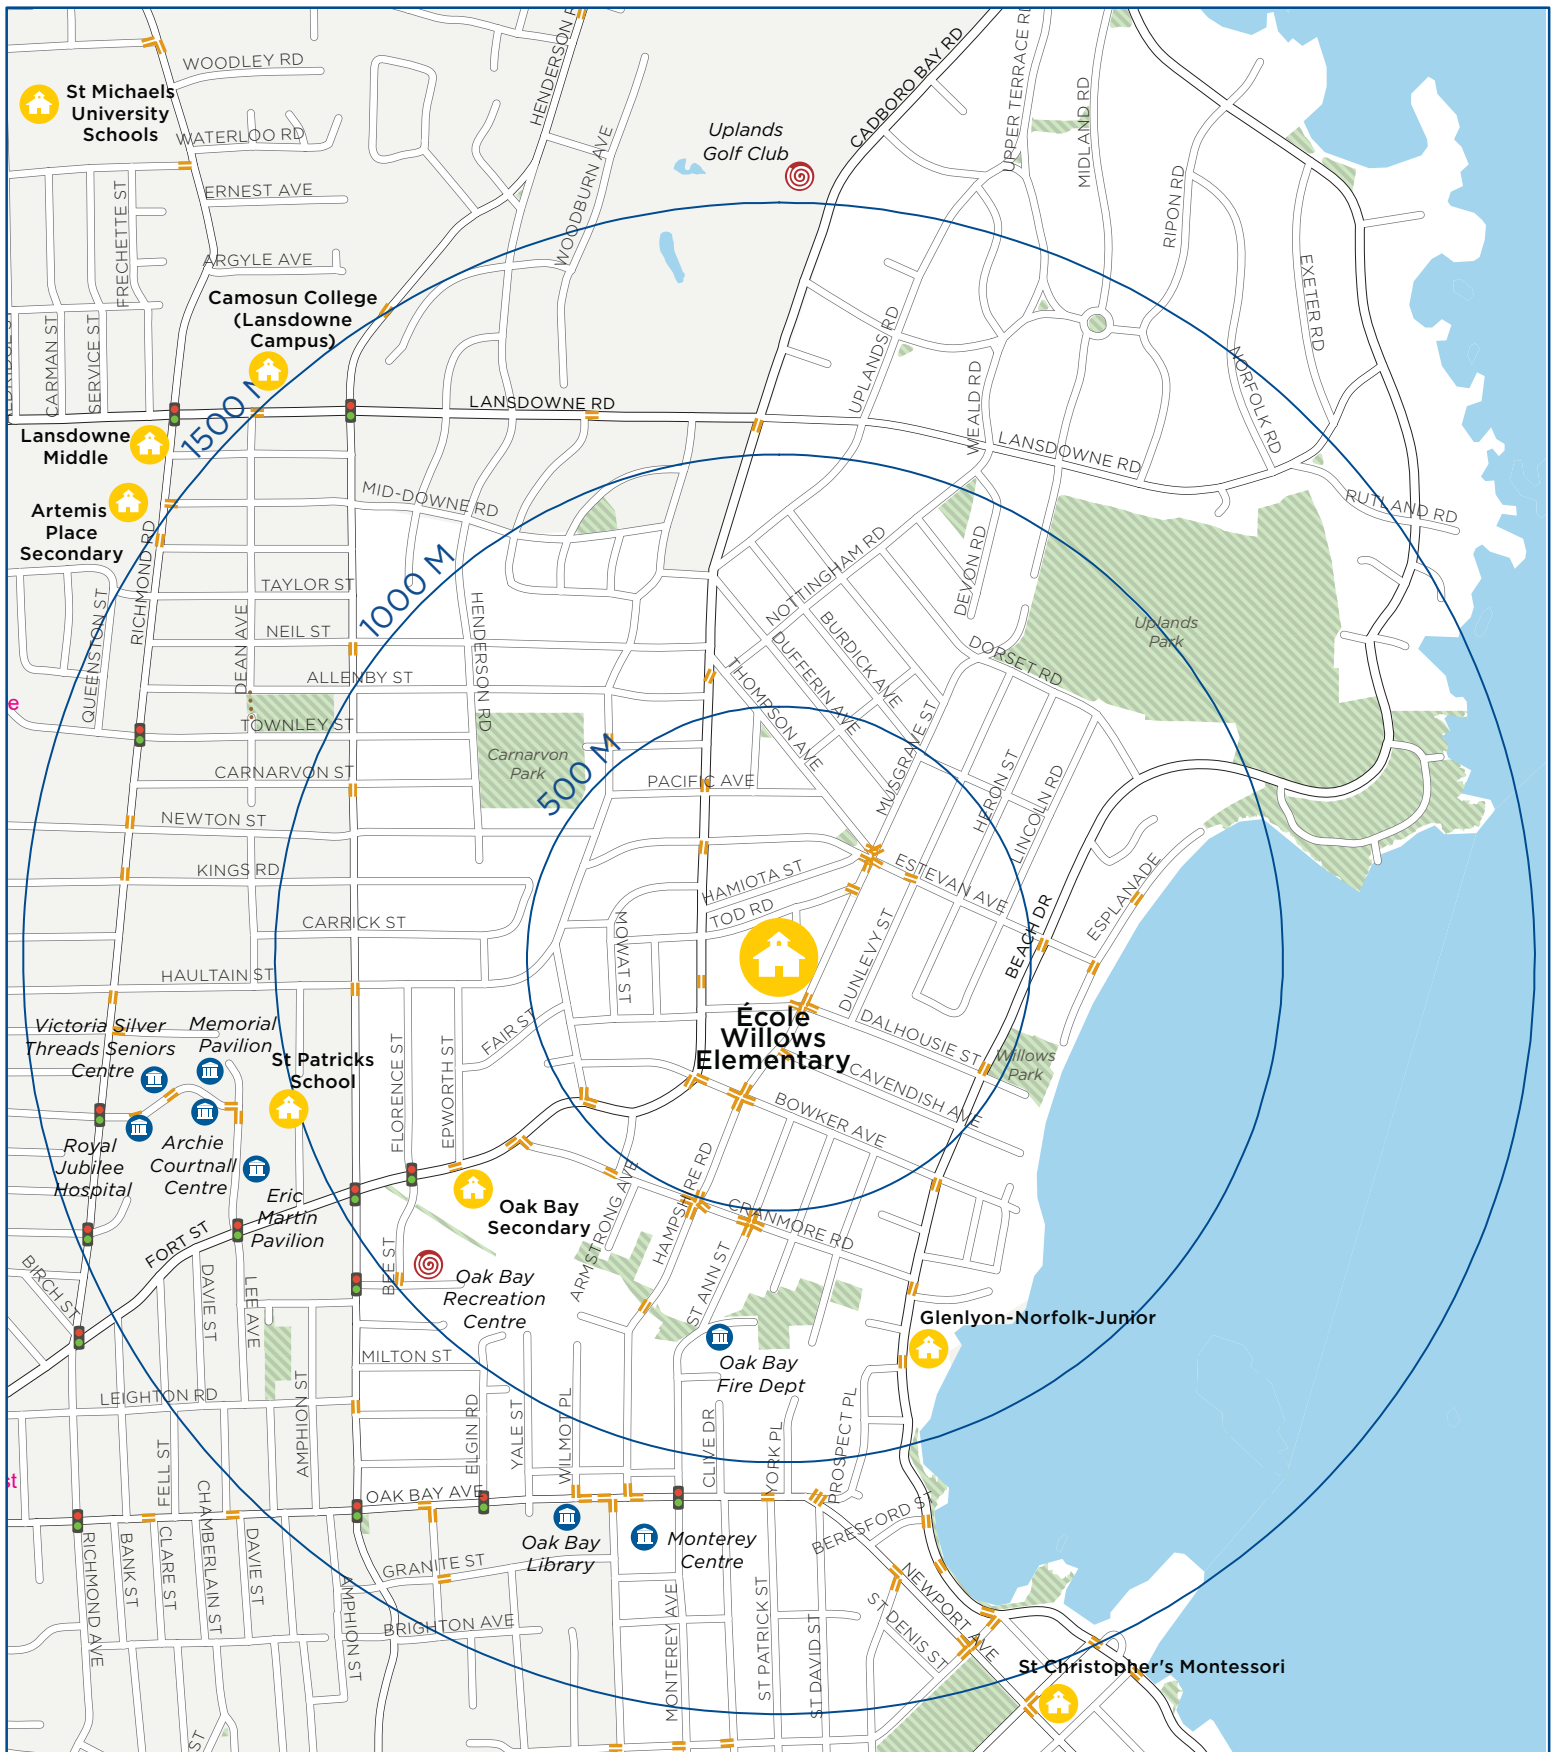 WOODLEY RD
HENDERSON R
CADBORO BAY RD
UPPER TERRACE RD
MIDLAND RD
St Michaels
University
Schools
WATERLOO RD
Uplands
Golf Club
WOODBURN AVE
ERNEST AVE
FRECHETTE ST
RIPON RD
ARGYLE AVE
EXETER RD
Camosun College
(Lansdowne
Campus)
CARMAN ST
SERVICE ST
UPLANDS RD
NORFOLK RD
WEALD RD
1500 M
LANSDOWNE RD
LANSDOWNE RD
Lansdowne
Middle
MID-DOWNE RD
RUTLAND RD
Artemis
Place
Secondary
RICHMOND RD
NOTTINGHAM RD
DEVON RD
1000 M
TAYLOR ST
QUEENSTON ST
DEAN AVE
HENDERSON RD
NEIL ST
BURDICK AVE
DUFFERIN AVE
THOMPSON AVE
DORSET RD
Uplands
Park
ALLENBY ST
e
TOWNLEY ST
MUSGRAVE ST
Carnarvon
Park
500 M
PACIFIC AVE
CARNARVON ST
HERON ST
LINCOLN RD
NEWTON ST
KINGS RD
HAMIOTA ST
TOD RD
ESTEVAN AVE
ESPLANADE
CARRICK ST
MOWAT ST
DUNLEVY ST
BEACH DR
HAULTAIN ST
École
Willows
Elementary
DALHOUSIE ST
Willows
Park
Victoria Silver
Threads Seniors
Centre
Memorial
Pavilion
St Patricks
School
FLORENCE ST
EPWORTH ST
FAIR ST
CAVENDISH AVE
BOWKER AVE
Royal
Jubilee
Hospital
Archie
Courtnall
Centre
Eric
Martin
Pavilion
Oak Bay
Secondary
ARMSTRONG AVE
HAMPSHIRE RD
CRANMORE RD
FORT ST
BIRCH ST
DAVIE ST
LEE AVE
BEE ST
Oak Bay
Recreation
Centre
ST ANN ST
Glenlyon-Norfolk-Junior
MILTON ST
Oak Bay
Fire Dept
LEIGHTON RD
AMPHION ST
ELGIN RD
YALE ST
WILMOT PL
CLIVE DR
YORK PL
PROSPECT PL
st
FELL ST
CHAMBERLAIN ST
OAK BAY AVE
Oak Bay
Library
Monterey
Centre
BERESFORD ST
RICHMOND AVE
BANK ST
CLARE ST
DAVIE ST
AMPHION ST
GRANITE ST
NEWPORT AVE
ST DENIS ST
BRIGHTON AVE
MONTEREY AVE
ST PATRICK ST
ST DAVID ST
St Christopher's Montessori
ST